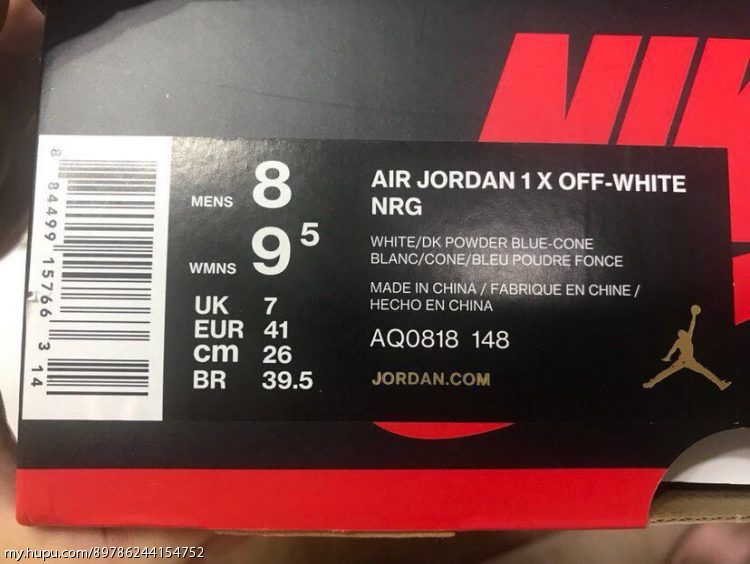 NIK
8 84499 15766 3 14
MENS 8
WMNS 9 5
UK 7
EUR 41
cm 26
BR 39.5
AIR JORDAN 1 X OFF-WHITE
NRG
WHITE/DK POWDER BLUE-CONE
BLANC/CONE/BLEU POUDRE FONCE
MADE IN CHINA / FABRIQUE EN CHINE /
HECHO EN CHINA
AQ0818 148
JORDAN.COM
my.hupu.com/89786244154752